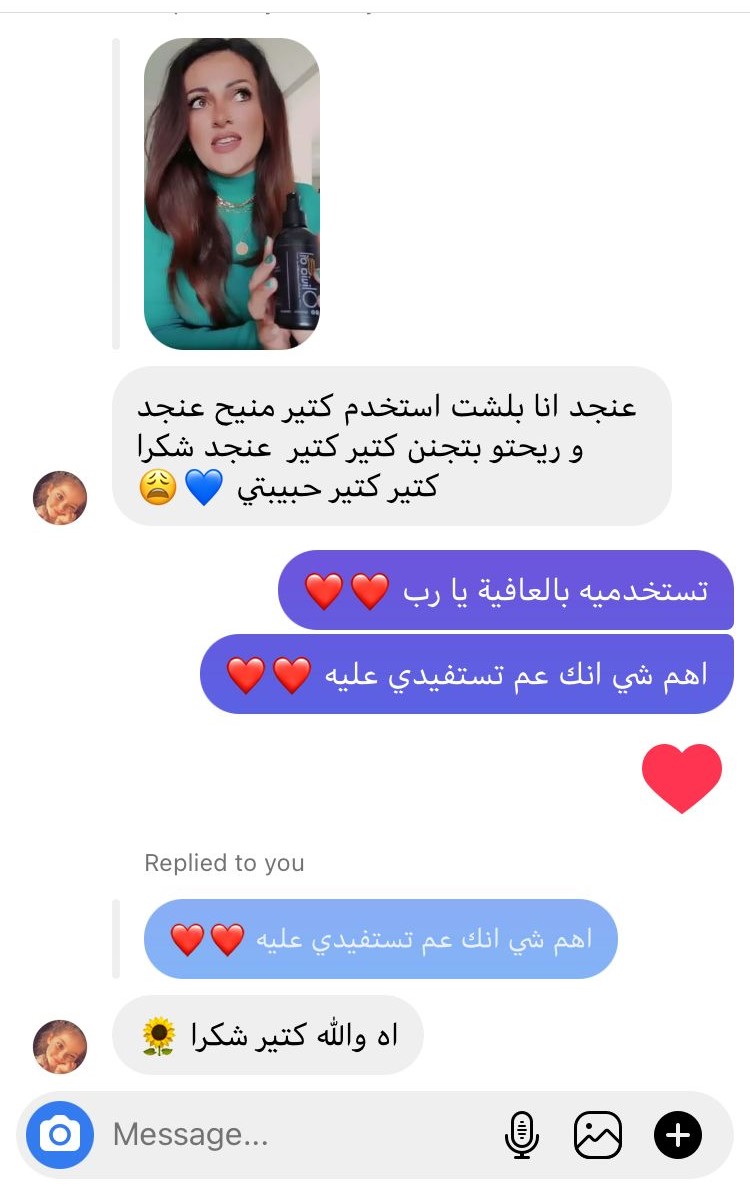 عنجد انا بلشت استخدم كتير منيح عنجد
و ريحتو بتجنن كتير كتير عنجد شكرا
كتير كتير حبيبتي 💙😩
تستخدميه بالعافية يا رب ❤️❤️
اهم شي انك عم تستفيدي عليه ❤️❤️
Replied to you
اهم شي انك عم تستفيدي عليه ❤️❤️
اه والله كتير شكرا 🌻
Message...